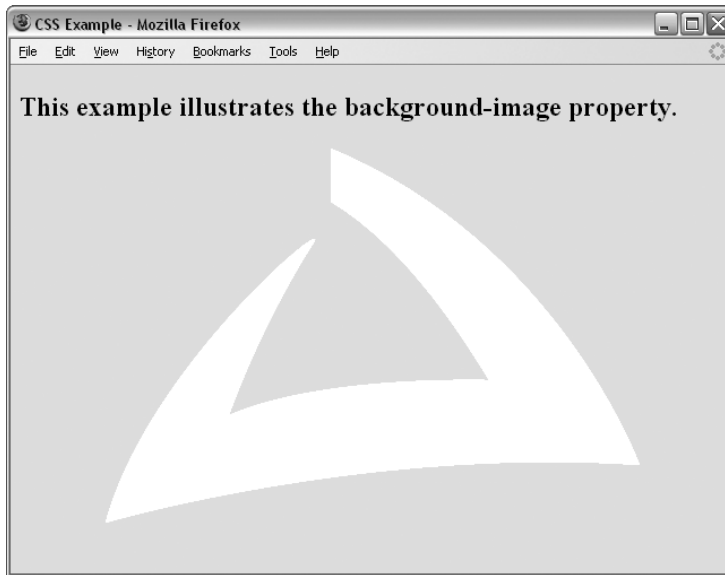 CSS Example - Mozilla Firefox
File Edit View History Bookmarks Tools Help
This example illustrates the background-image property.